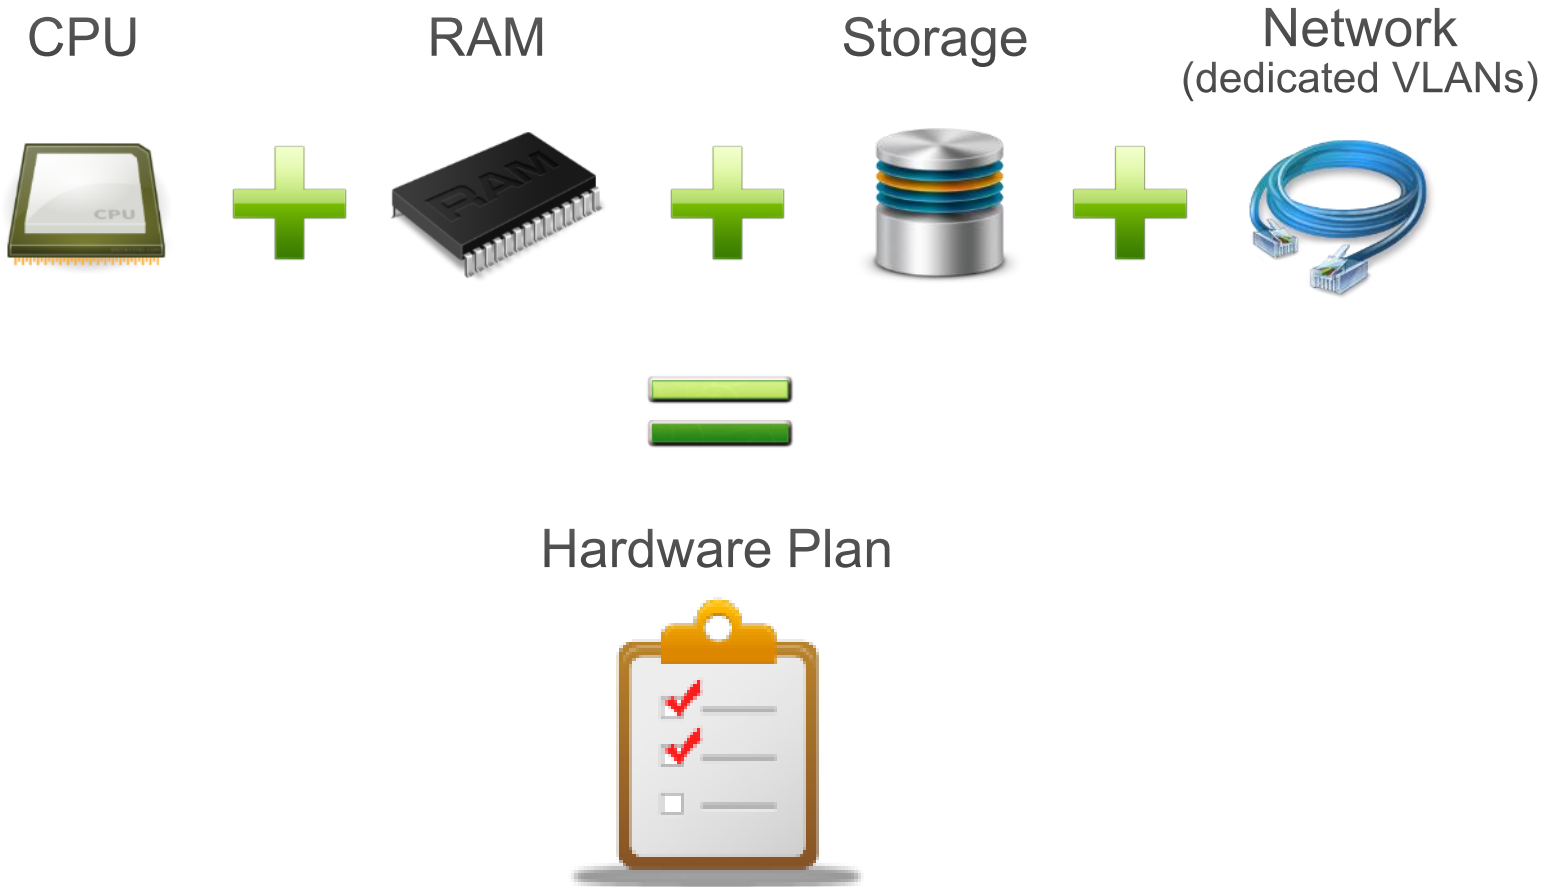 CPU
RAM
Storage
Network
(dedicated VLANs)
CPU
RAM
Hardware Plan